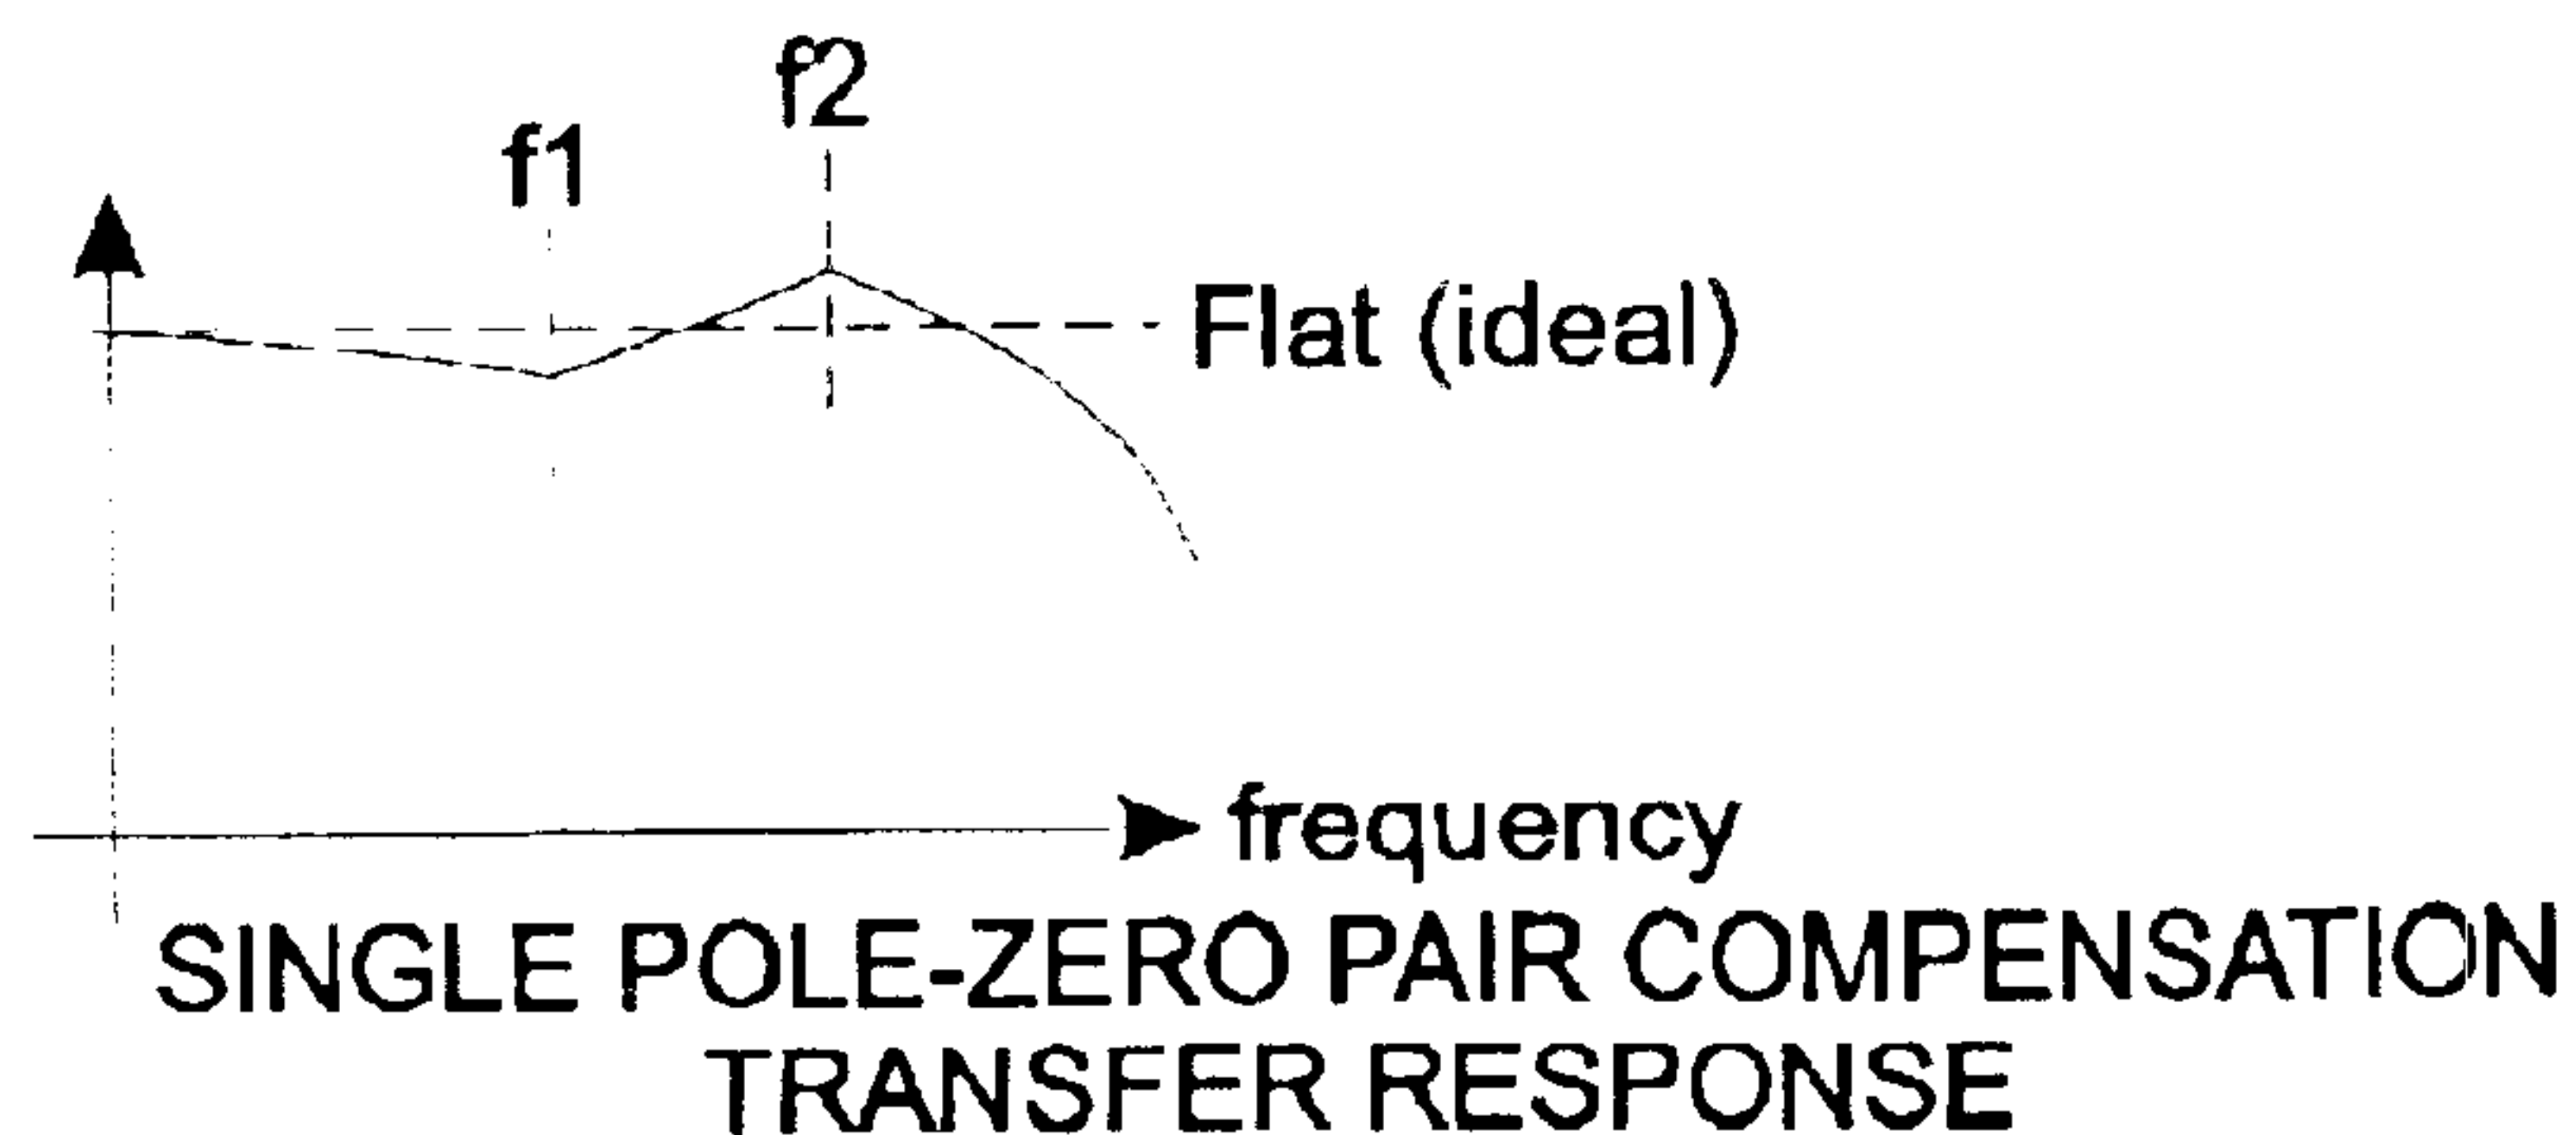 f2
f1
Flat (ideal)
frequency
SINGLE POLE-ZERO PAIR COMPENSATION
TRANSFER RESPONSE